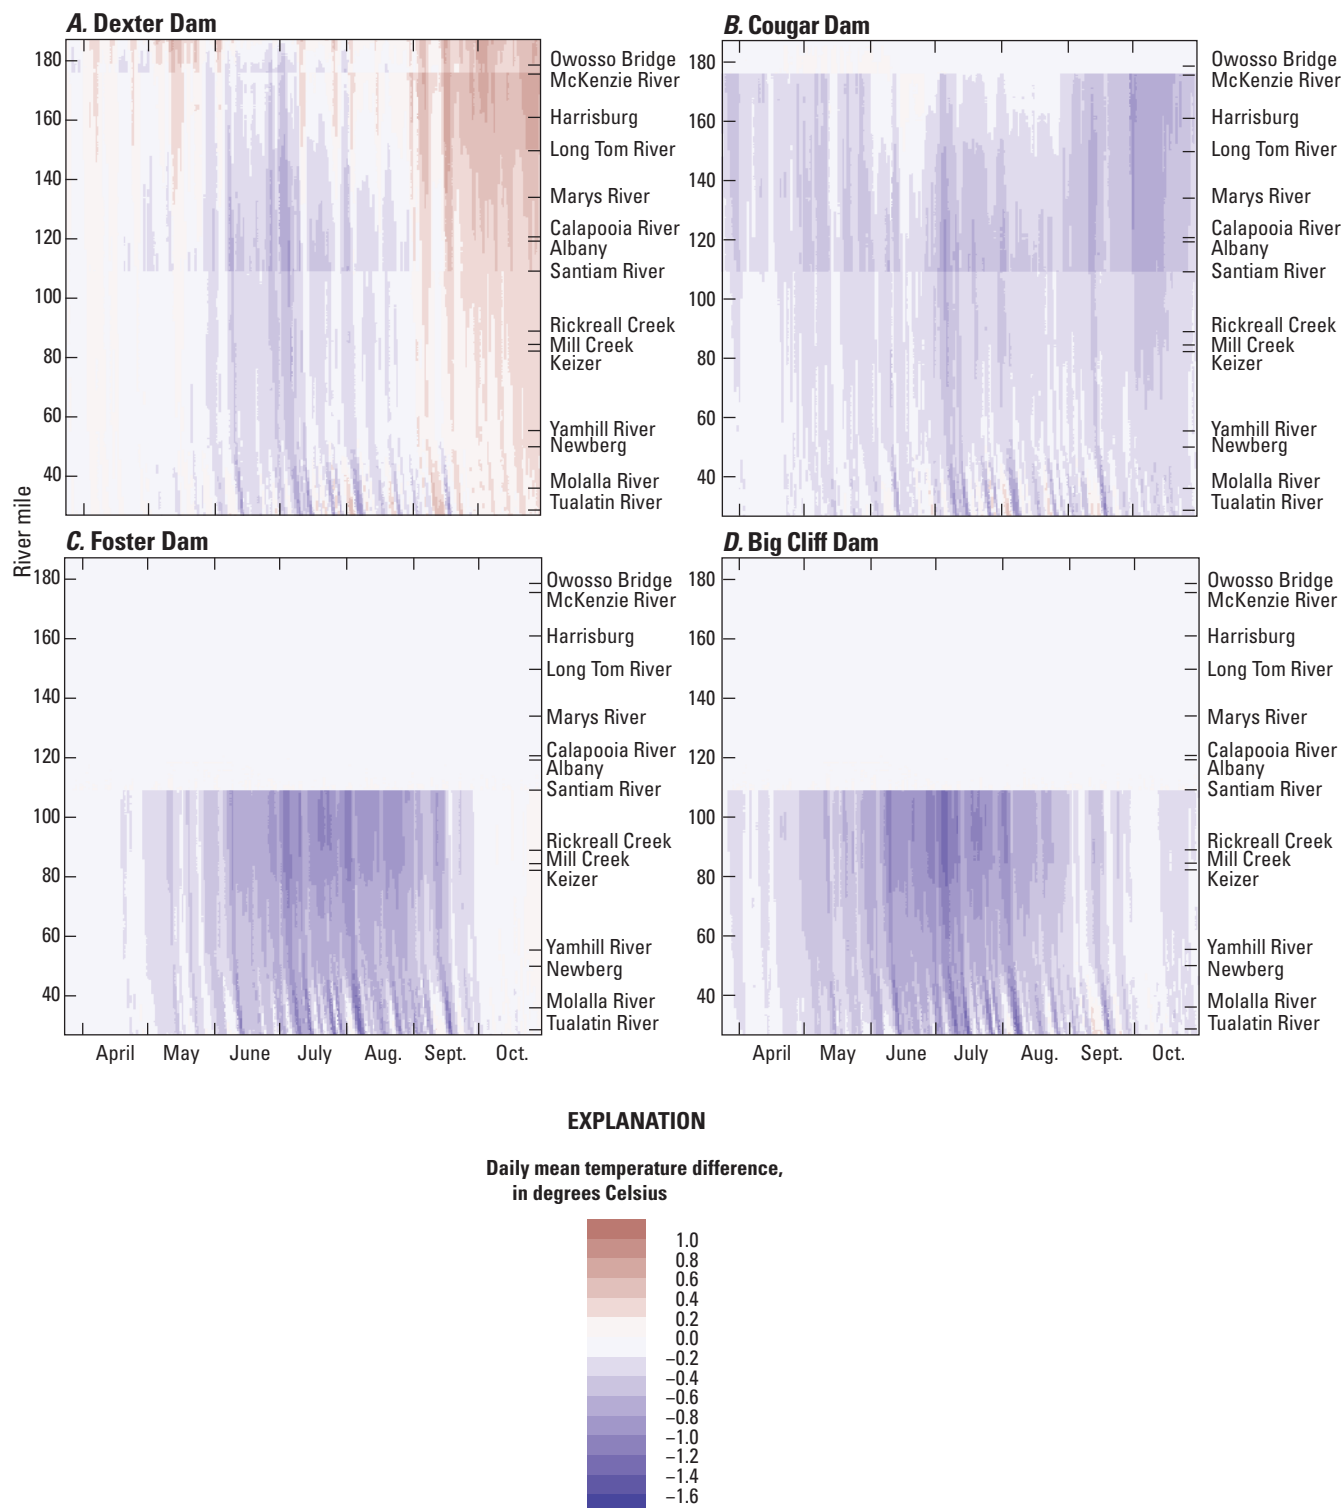 A. Dexter Dam
180
160
140
120
100
80
60
40
Owosso Bridge
McKenzie River
Harrisburg
Long Tom River
Marys River
Calapooia River
Albany
Santiam River
Rickreall Creek
Mill Creek
Keizer
Yamhill River
Newberg
Molalla River
Tualatin River
B. Cougar Dam
180
160
140
120
100
80
60
40
Owosso Bridge
McKenzie River
Harrisburg
Long Tom River
Marys River
Calapooia River
Albany
Santiam River
Rickreall Creek
Mill Creek
Keizer
Yamhill River
Newberg
Molalla River
Tualatin River
River mile
C. Foster Dam
180
160
140
120
100
80
60
40
Owosso Bridge
McKenzie River
Harrisburg
Long Tom River
Marys River
Calapooia River
Albany
Santiam River
Rickreall Creek
Mill Creek
Keizer
Yamhill River
Newberg
Molalla River
Tualatin River
April May June July Aug. Sept. Oct.
D. Big Cliff Dam
180
160
140
120
100
80
60
40
Owosso Bridge
McKenzie River
Harrisburg
Long Tom River
Marys River
Calapooia River
Albany
Santiam River
Rickreall Creek
Mill Creek
Keizer
Yamhill River
Newberg
Molalla River
Tualatin River
April May June July Aug. Sept. Oct.
EXPLANATION
Daily mean temperature difference,
in degrees Celsius
1.0
0.8
0.6
0.4
0.2
0.0
−0.2
−0.4
−0.6
−0.8
−1.0
−1.2
−1.4
−1.6